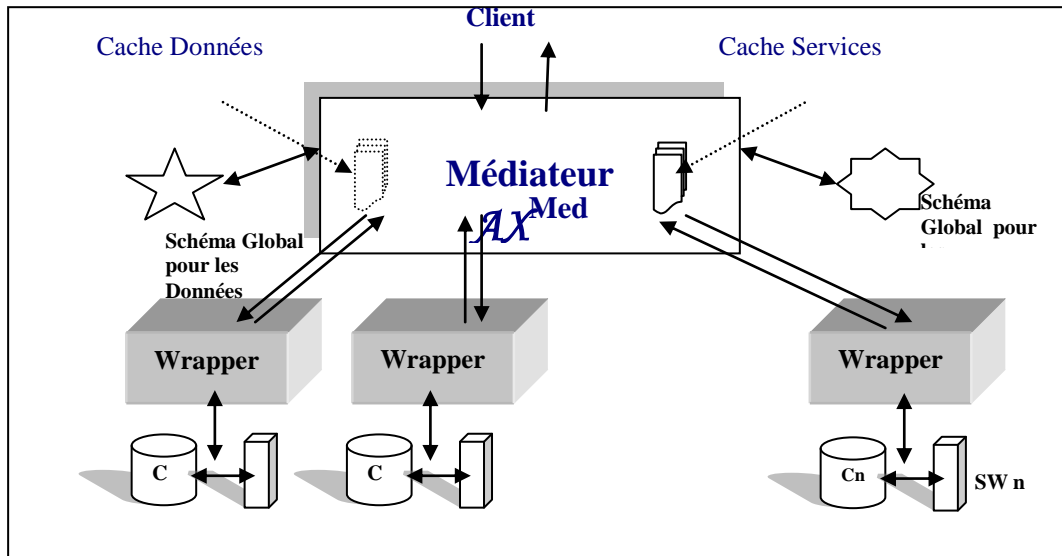 Client
Cache Données
Cache Services
Médiateur
AX Med
Schéma Global
pour les
Données
Schéma
Global pour
Wrapper
Wrapper
Wrapper
C
C
Cn
SW n